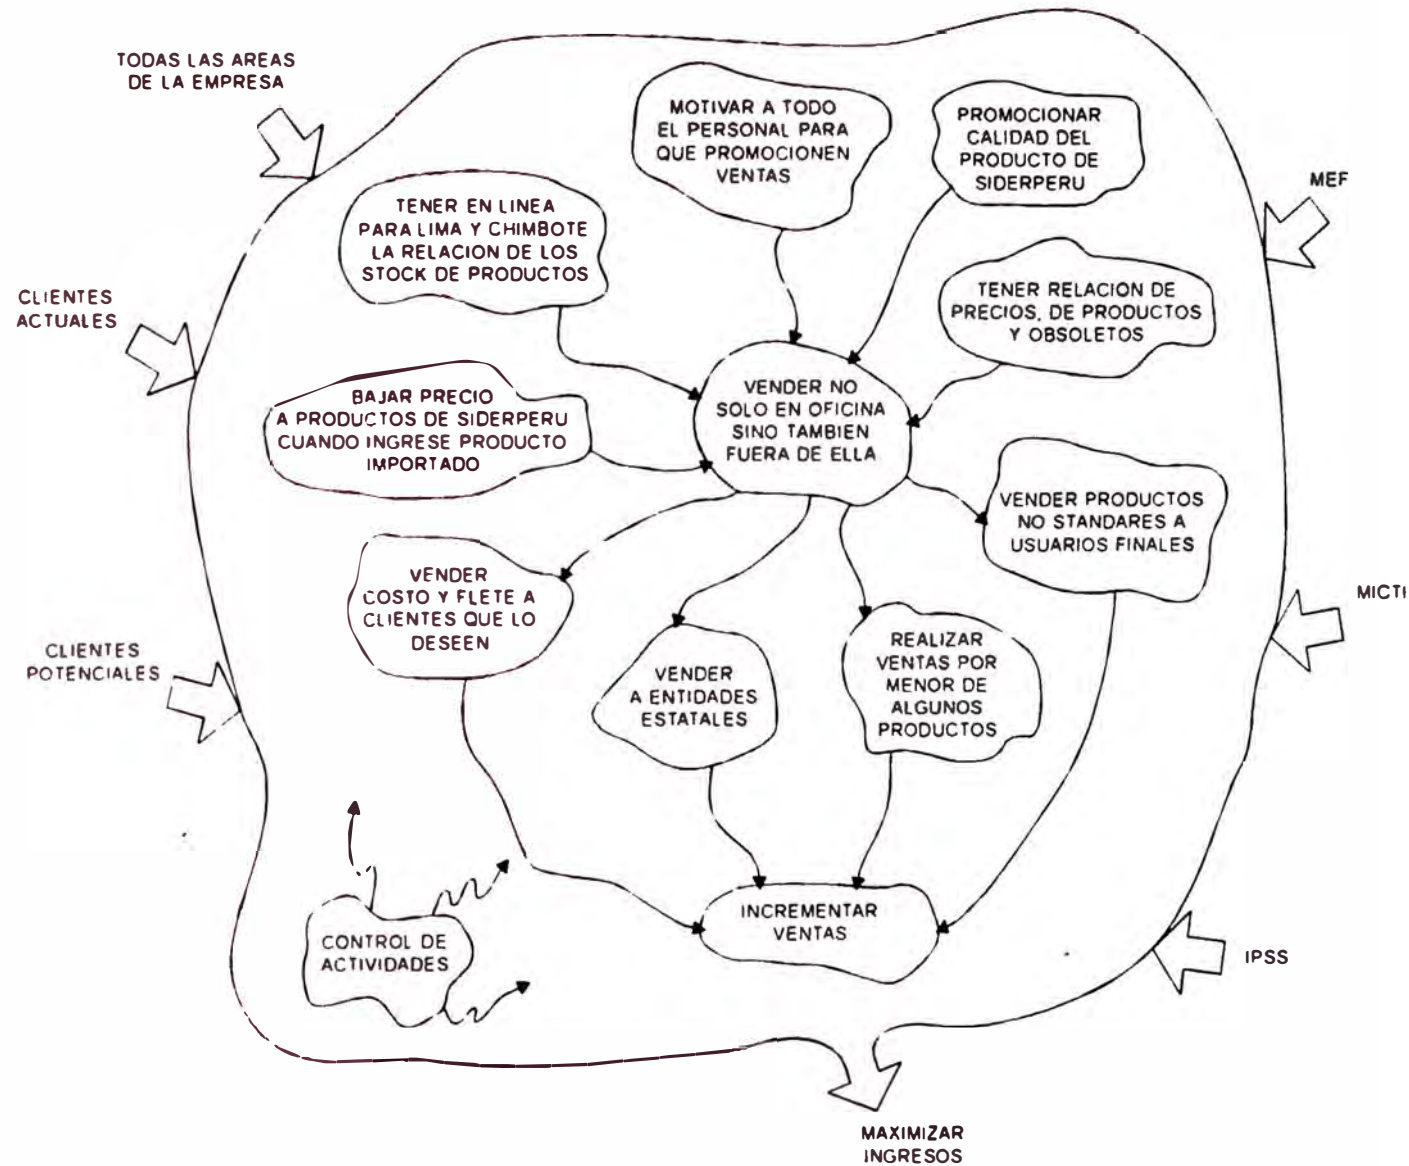 TODAS LAS AREAS
DE LA EMPRESA
MOTIVAR A TODO
EL PERSONAL PARA
QUE PROMOCIONEN
VENTAS
PROMOCIONAR
CALIDAD DEL
PRODUCTO DE
SIDERPERU
MEF
TENER EN LINEA
PARA LIMA Y CHIMBOTE
LA RELACION DE LOS
STOCK DE PRODUCTOS
CLIENTES
ACTUALES
TENER RELACION DE
PRECIOS, DE PRODUCTOS
Y OBSOLETOS
BAJAR PRECIO
A PRODUCTOS DE SIDERPERU
CUANDO INGRESE PRODUCTO
IMPORTADO
VENDER NO
SOLO EN OFICINA
SINO TAMBIEN
FUERA DE ELLA
VENDER PRODUCTOS
NO STANDARES A
USUARIOS FINALES
VENDER
COSTO Y FLETE A
CLIENTES QUE LO
DESEEN
MICTI
CLIENTES
POTENCIALES
VENDER
A ENTIDADES
ESTATALES
REALIZAR
VENTAS POR
MENOR DE
ALGUNOS
PRODUCTOS
INCREMENTAR
VENTAS
CONTROL DE
ACTIVIDADES
IPSS
MAXIMIZAR
INGRESOS